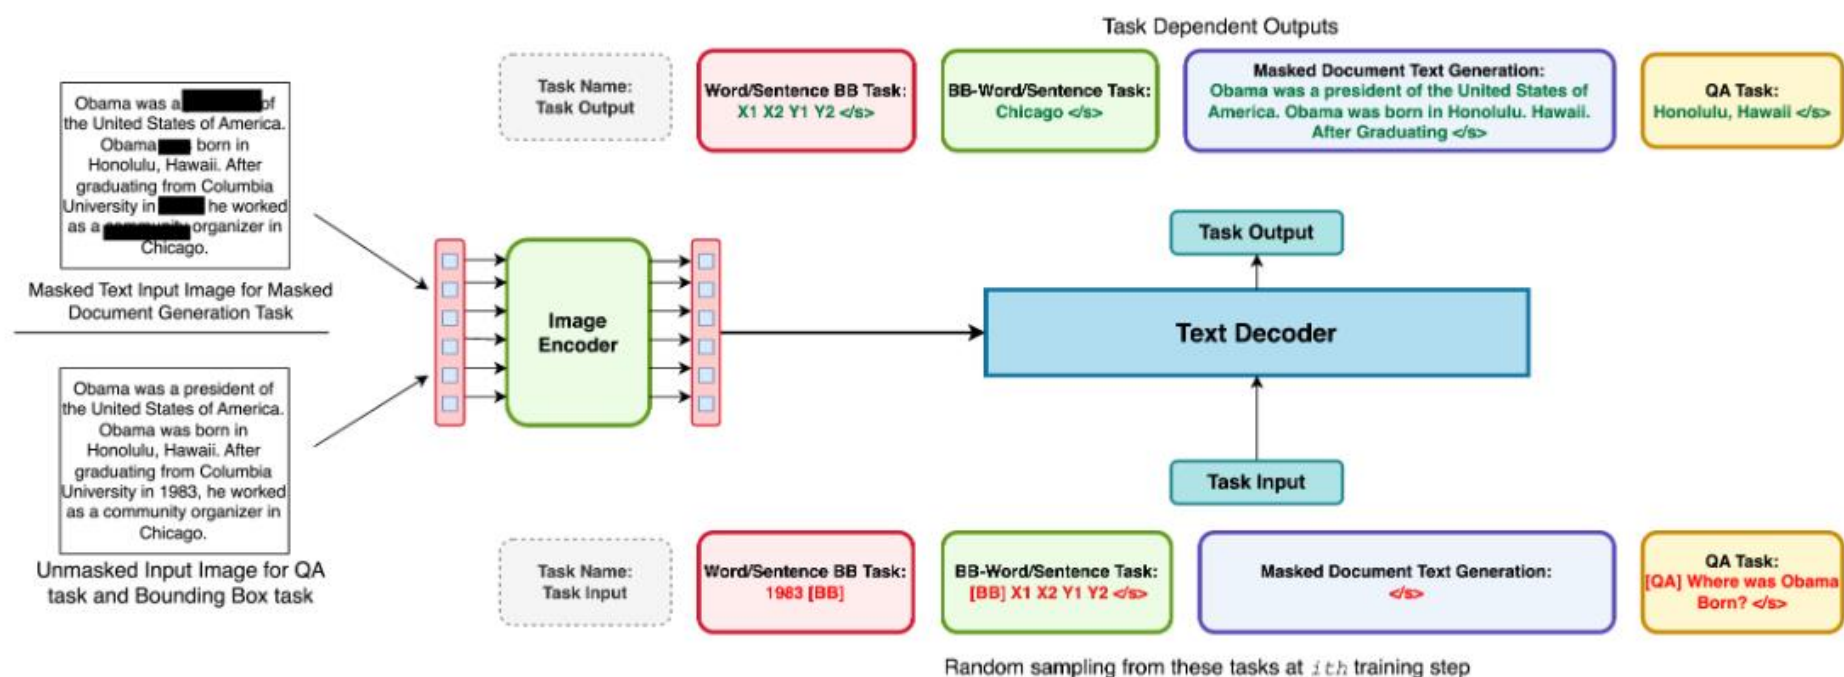 Task Dependent Outputs
Task Name:
Task Output
Word/Sentence BB Task:
X1 X2 Y1 Y2 </s>
BB-Word/Sentence Task:
Chicago </s>
Masked Document Text Generation:
Obama was a president of the United States of
America. Obama was born in Honolulu. Hawaii.
After Graduating </s>
QA Task:
Honolulu, Hawaii </s>
Obama was a of
the United States of America.
Obama born in
Honolulu, Hawaii. After
graduating from Columbia
University in he worked
as a community organizer in
Chicago.
Masked Text Input Image for Masked
Document Generation Task
Obama was a president of
the United States of America.
Obama was born in
Honolulu, Hawaii. After
graduating from Columbia
University in 1983, he worked
as a community organizer in
Chicago.
Unmasked Input Image for QA
task and Bounding Box task
Image
Encoder
Task Output
Text Decoder
Task Input
Task Name:
Task Input
Word/Sentence BB Task:
1983 [BB]
BB-Word/Sentence Task:
[BB] X1 X2 Y1 Y2 </s>
Masked Document Text Generation:
</s>
QA Task:
[QA] Where was Obama
Born? </s>
Random sampling from these tasks at ith training step